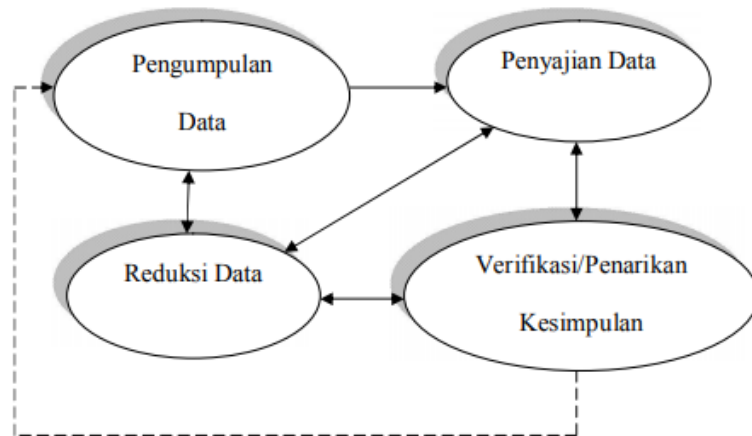 Pengumpulan
Data
Penyajian Data
Reduksi Data
Verifikasi/Penarikan
Kesimpulan